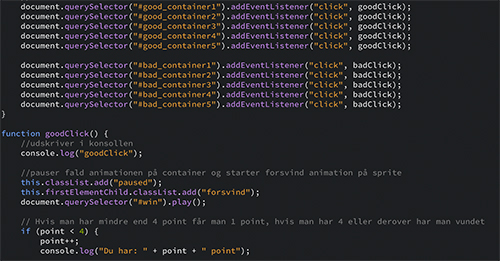 document.querySelector("#good_container1").addEventListener("click", goodClick);
document.querySelector("#good_container2").addEventListener("click", goodClick);
document.querySelector("#good_container3").addEventListener("click", goodClick);
document.querySelector("#good_container4").addEventListener("click", goodClick);
document.querySelector("#good_container5").addEventListener("click", goodClick);
document.querySelector("#bad_container1").addEventListener("click", badClick);
document.querySelector("#bad_container2").addEventListener("click", badClick);
document.querySelector("#bad_container3").addEventListener("click", badClick);
document.querySelector("#bad_container4").addEventListener("click", badClick);
document.querySelector("#bad_container5").addEventListener("click", badClick);
}
function goodClick() {
//udskriver i konsollen
console.log("goodClick");
//pauser fald animationen på container og starter forsvind animation på sprite
this.classList.add("paused");
this.firstElementChild.classList.add("forsvind");
document.querySelector("#win").play();
// Hvis man har mindre end 4 point får man 1 point, hvis man har 4 eller derover har man vundet
if (point < 4) {
point++;
console.log("Du har: " + point + " point");